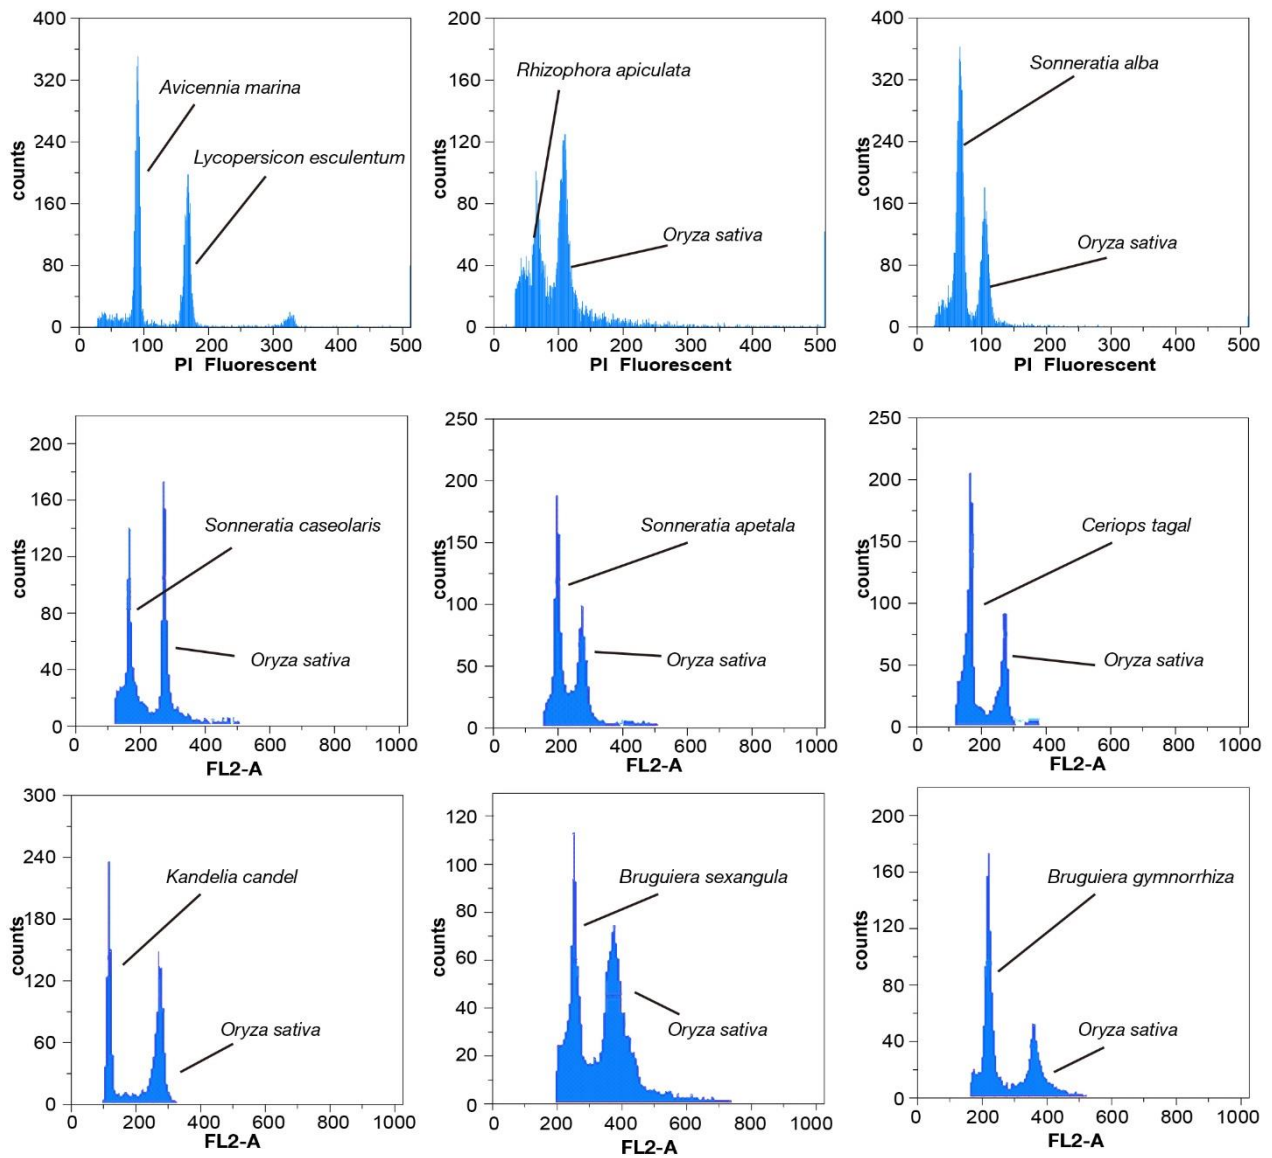 400
320
240
160
80
0
counts
Avicennia marina
Lycopersicon esculentum
0 100 200 300 400 500
PI Fluorescent
200
160
120
80
40
0
counts
Rhizophora apiculata
Oryza sativa
0 100 200 300 400 500
PI Fluorescent
400
320
240
160
80
0
counts
Sonneratia alba
Oryza sativa
0 100 200 300 400 500
PI Fluorescent
200
160
120
80
40
0
counts
Sonneratia caseolaris
Oryza sativa
0 200 400 600 800 1000
FL2-A
250
200
150
100
50
0
counts
Sonneratia apetala
Oryza sativa
0 200 400 600 800 1000
FL2-A
250
200
150
100
50
0
counts
Ceriops tagal
Oryza sativa
0 200 400 600 800 1000
FL2-A
300
240
180
120
60
0
counts
Kandelia candel
Oryza sativa
0 200 400 600 800 1000
FL2-A
120
100
80
60
40
20
0
counts
Bruguiera sexangula
Oryza sativa
0 200 400 600 800 1000
FL2-A
200
160
120
80
40
0
counts
Bruguiera gymnorrhiza
Oryza sativa
0 200 400 600 800 1000
FL2-A